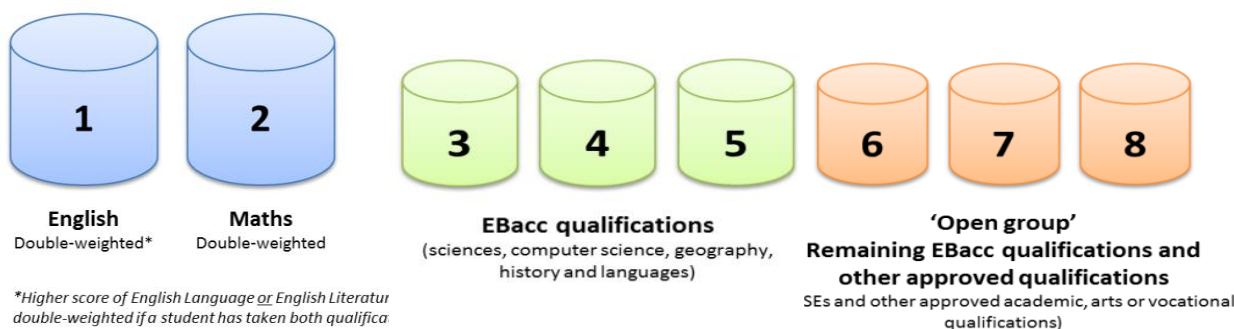 1
2
3
4
5
6
7
8
English
Double-weighted*
Maths
Double-weighted
EBacc qualifications
(sciences, computer science, geography,
history and languages)
'Open group'
Remaining EBacc qualifications and
other approved qualifications
SEs and other approved academic, arts or vocational
qualifications)
*Higher score of English Language or English Literatur
double-weighted if a student has taken both qualificat